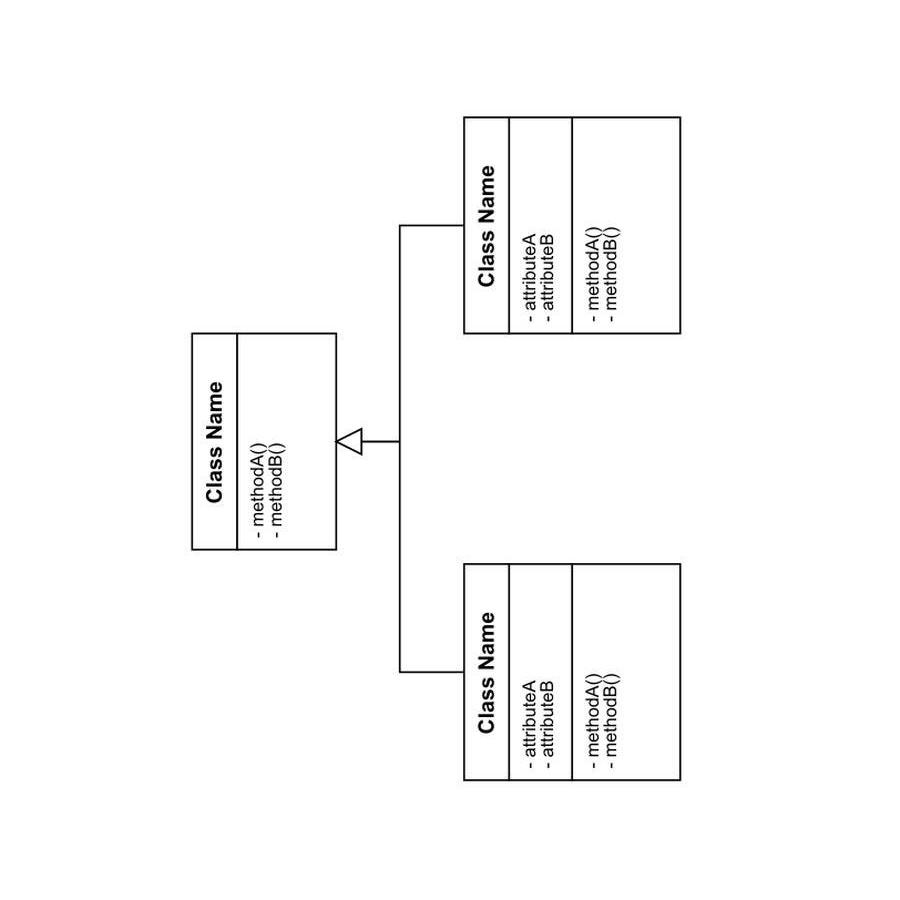 Class Name
- methodA()
- methodB()
Class Name
- attributeA
- attributeB
- methodA()
- methodB()
Class Name
- attributeA
- attributeB
- methodA()
- methodB()